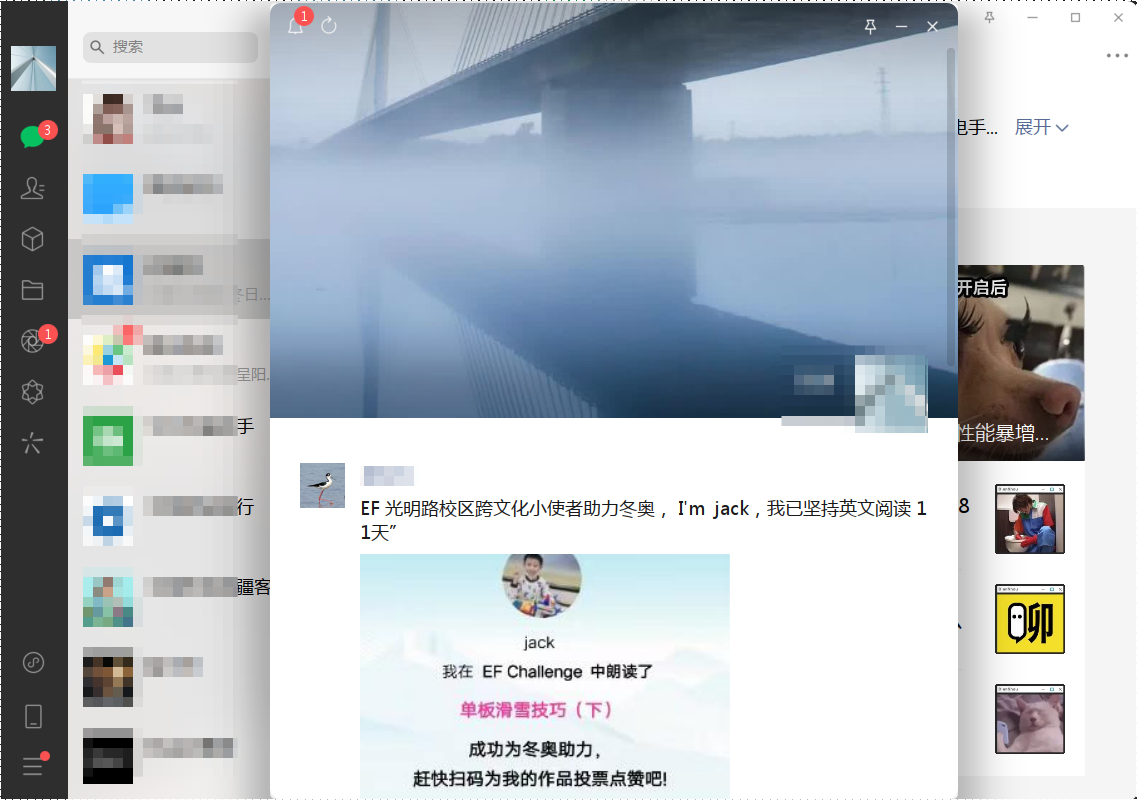 1
搜索
3
电手... 展开
冬日...
开启后
1
呈阳.
手
性能暴增...
行
EF 光明路校区跨文化小使者助力冬奥， I'm jack，我已坚持英文阅读 1
1天”
8
疆客
jack
我在 EF Challenge 中朗读了
聊
单板滑雪技巧（下）
成功为冬奥助力，
赶快扫码为我的作品投票点赞吧!